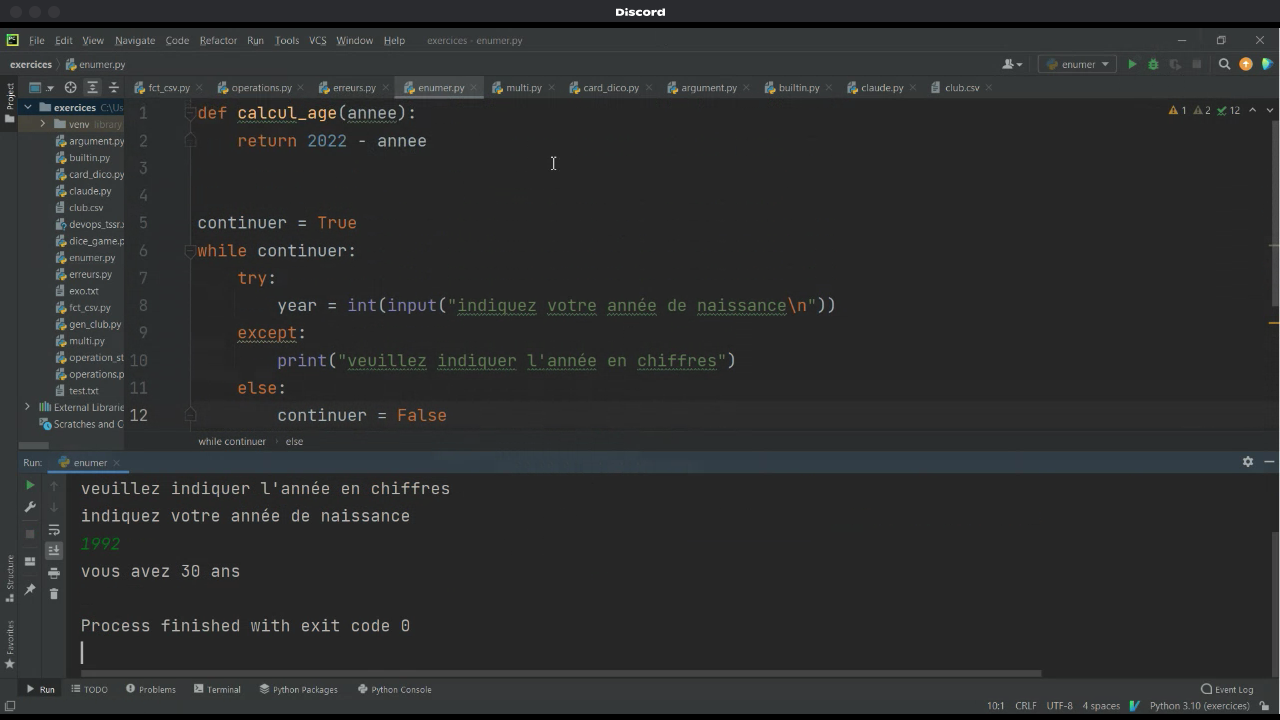 Discord
File Edit View Navigate Code Refactor Run Tools VCS Window Help exercices - enumer.py
exercices enumer.py enumer
Project
fct_csv.py operations.py erreurs.py enumer.py multi.py card_dico.py argument.py builtin.py claude.py club.csv
exercices C:\Us
venv library
argument.py
builtin.py
card_dico.py
claude.py
club.csv
devops_tssr.x
dice_game.p
enumer.py
erreurs.py
exo.txt
fct_csv.py
gen_club.py
multi.py
operation_st
operations.p
test.txt
External Librarie
Scratches and C
1 2 12
1 def calcul_age(annee):
2 return 2022 - annee
3
4
5 continuer = True
6 while continuer:
7 try:
8 year = int(input("indiquez votre année de naissance\n"))
9 except:
10 print("veuillez indiquer l'année en chiffres")
11 else:
12 continuer = False
while continuer else
Run: enumer
veuillez indiquer l'année en chiffres
indiquez votre année de naissance
1992
vous avez 30 ans
Process finished with exit code 0
Structure
Favorites
Run TODO Problems Terminal Python Packages Python Console Event Log
10:1 CRLF UTF-8 4 spaces Python 3.10 (exercices)